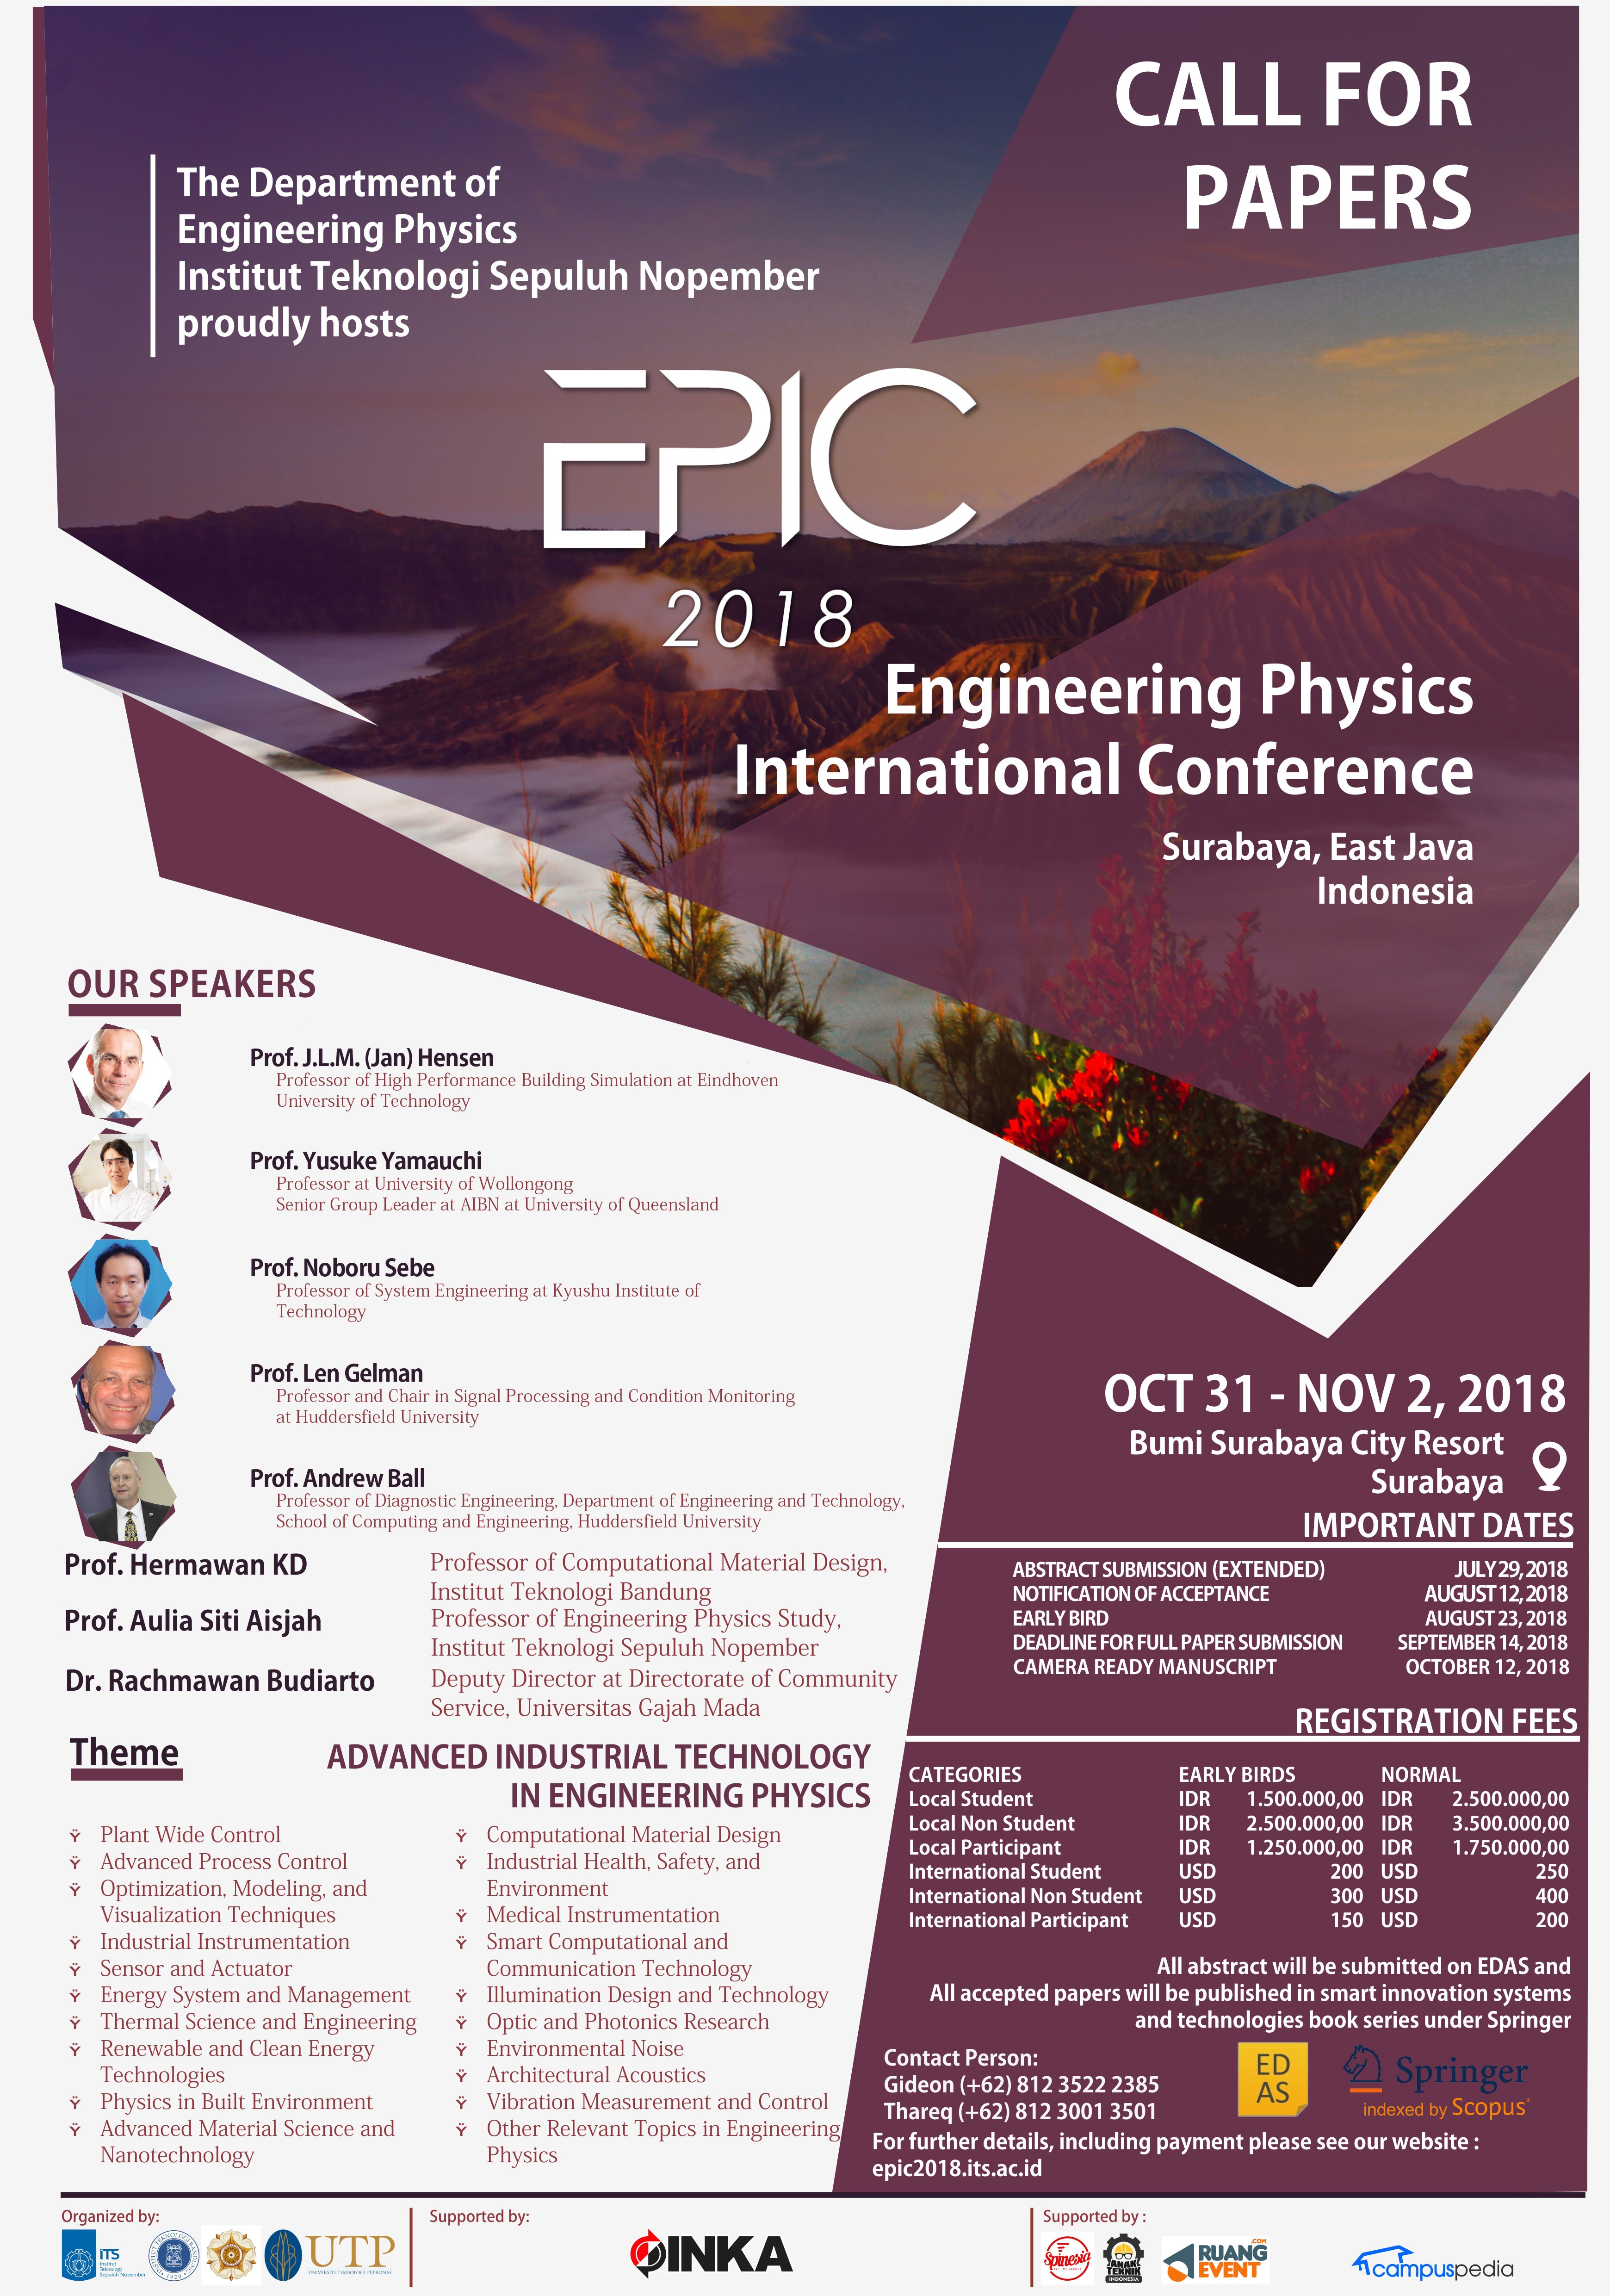 CALL FOR
PAPERS
The Department of
Engineering Physics
Institut Teknologi Sepuluh Nopember
proudly hosts
EPIC
2018
Engineering Physics
International Conference
Surabaya, East Java
Indonesia
OUR SPEAKERS
Prof. J.L.M. (Jan) Hensen
Professor of High Performance Building Simulation at Eindhoven
University of Technology
Prof. Yusuke Yamauchi
Professor at University of Wollongong
Senior Group Leader at AIBN at University of Queensland
Prof. Noboru Sebe
Professor of System Engineering at Kyushu Institute of
Technology
Prof. Len Gelman
Professor and Chair in Signal Processing and Condition Monitoring
at Huddersfield University
Prof. Andrew Ball
Professor of Diagnostic Engineering, Department of Engineering and Technology,
School of Computing and Engineering, Huddersfield University
Prof. Hermawan KD
Professor of Computational Material Design,
Institut Teknologi Bandung
Prof. Aulia Siti Aisjah
Professor of Engineering Physics Study,
Institut Teknologi Sepuluh Nopember
Dr. Rachmawan Budiarto
Deputy Director at Directorate of Community
Service, Universitas Gajah Mada
Theme
ADVANCED INDUSTRIAL TECHNOLOGY
IN ENGINEERING PHYSICS
Ÿ Plant Wide Control
Ÿ Advanced Process Control
Ÿ Optimization, Modeling, and
Visualization Techniques
Ÿ Industrial Instrumentation
Ÿ Sensor and Actuator
Ÿ Energy System and Management
Ÿ Thermal Science and Engineering
Ÿ Renewable and Clean Energy
Technologies
Ÿ Physics in Built Environment
Ÿ Advanced Material Science and
Nanotechnology
Ÿ Computational Material Design
Ÿ Industrial Health, Safety, and
Environment
Ÿ Medical Instrumentation
Ÿ Smart Computational and
Communication Technology
Ÿ Illumination Design and Technology
Ÿ Optic and Photonics Research
Ÿ Environmental Noise
Ÿ Architectural Acoustics
Ÿ Vibration Measurement and Control
Ÿ Other Relevant Topics in Engineering
Physics
OCT 31 - NOV 2, 2018
Bumi Surabaya City Resort
Surabaya
IMPORTANT DATES
ABSTRACT SUBMISSION (EXTENDED) JULY 29, 2018
NOTIFICATION OF ACCEPTANCE AUGUST 12, 2018
EARLY BIRD AUGUST 23, 2018
DEADLINE FOR FULL PAPER SUBMISSION SEPTEMBER 14, 2018
CAMERA READY MANUSCRIPT OCTOBER 12, 2018
REGISTRATION FEES
CATEGORIES EARLY BIRDS NORMAL
Local Student IDR 1.500.000,00 IDR 2.500.000,00
Local Non Student IDR 2.500.000,00 IDR 3.500.000,00
Local Participant IDR 1.250.000,00 IDR 1.750.000,00
International Student USD 200 USD 250
International Non Student USD 300 USD 400
International Participant USD 150 USD 200
All abstract will be submitted on EDAS and
All accepted papers will be published in smart innovation systems
and technologies book series under Springer
Contact Person:
Gideon (+62) 812 3522 2385
Thareq (+62) 812 3001 3501
ED
AS
Springer
indexed by Scopus®
For further details, including payment please see our website :
epic2018.its.ac.id
Organized by:
iTS
Institut
Teknologi
Sepuluh Nopember
INSTITUT TEKNOLOGI BANDUNG
1920
UTP
UNIVERSITI TEKNOLOGI PETRONAS
Supported by:
INKA
Supported by :
Spinesia
ANAK
TEKNIK
INDONESIA
RUANG
EVENT
.COM
campuspedia